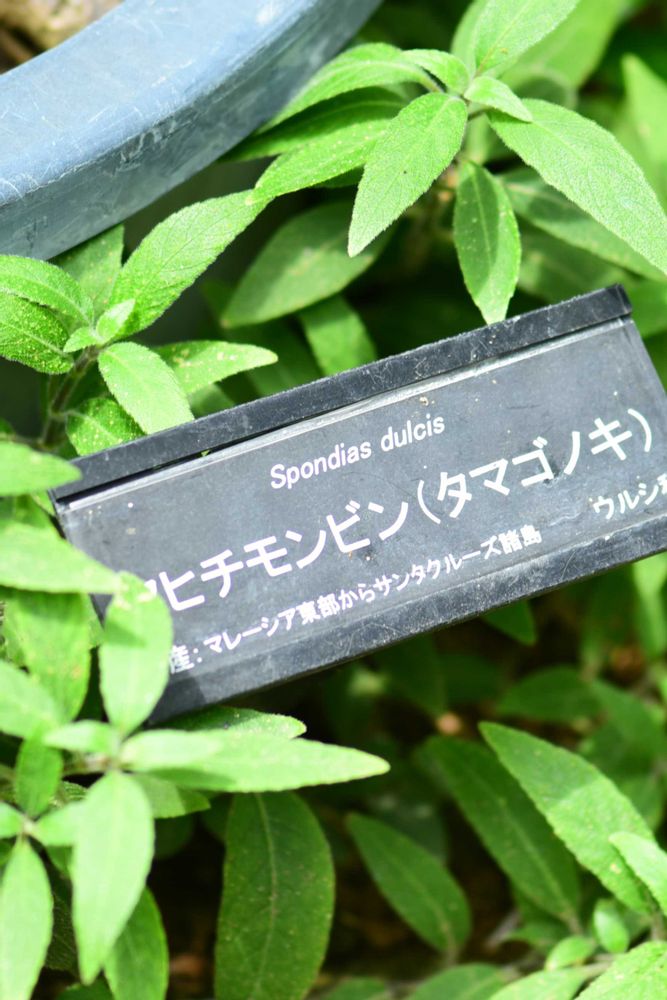 Spondias dulcis
ヒチモンビン(タマゴノキ)
ウルシ
産:マレーシア東部からサンタクルーズ諸島